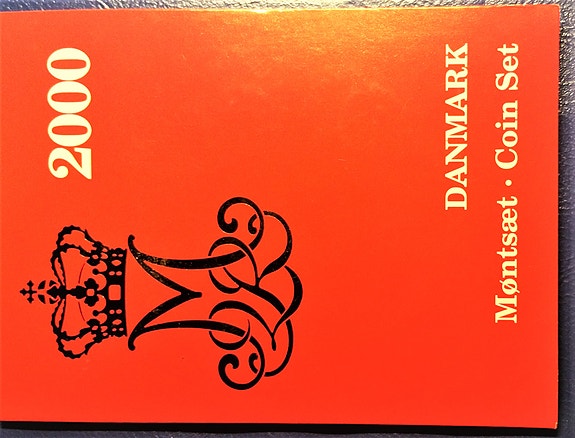 2000
DANMARK
Møntsæt · Coin Set